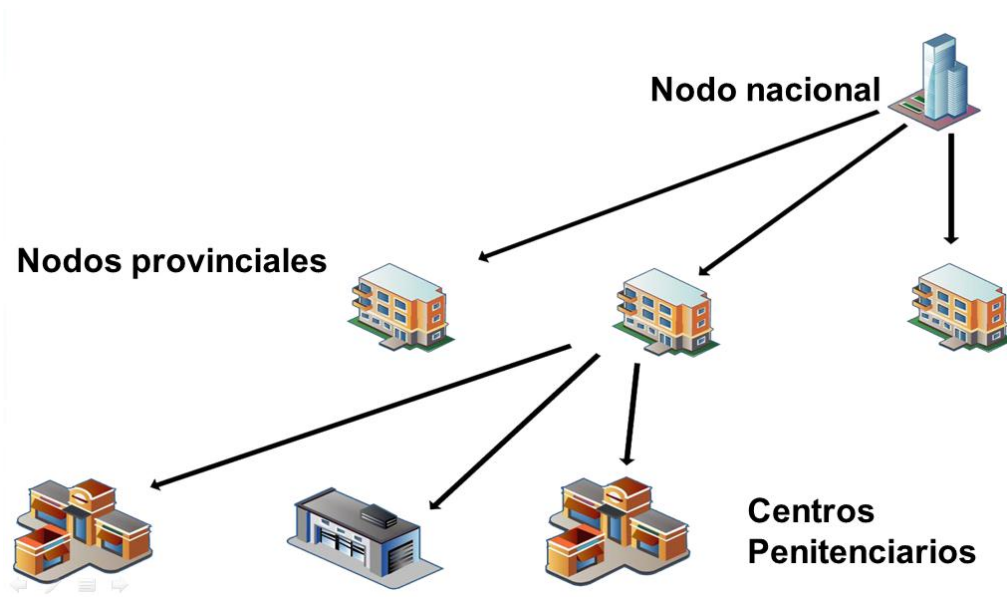 Nodo nacional
Nodos provinciales
Centros
Penitenciarios